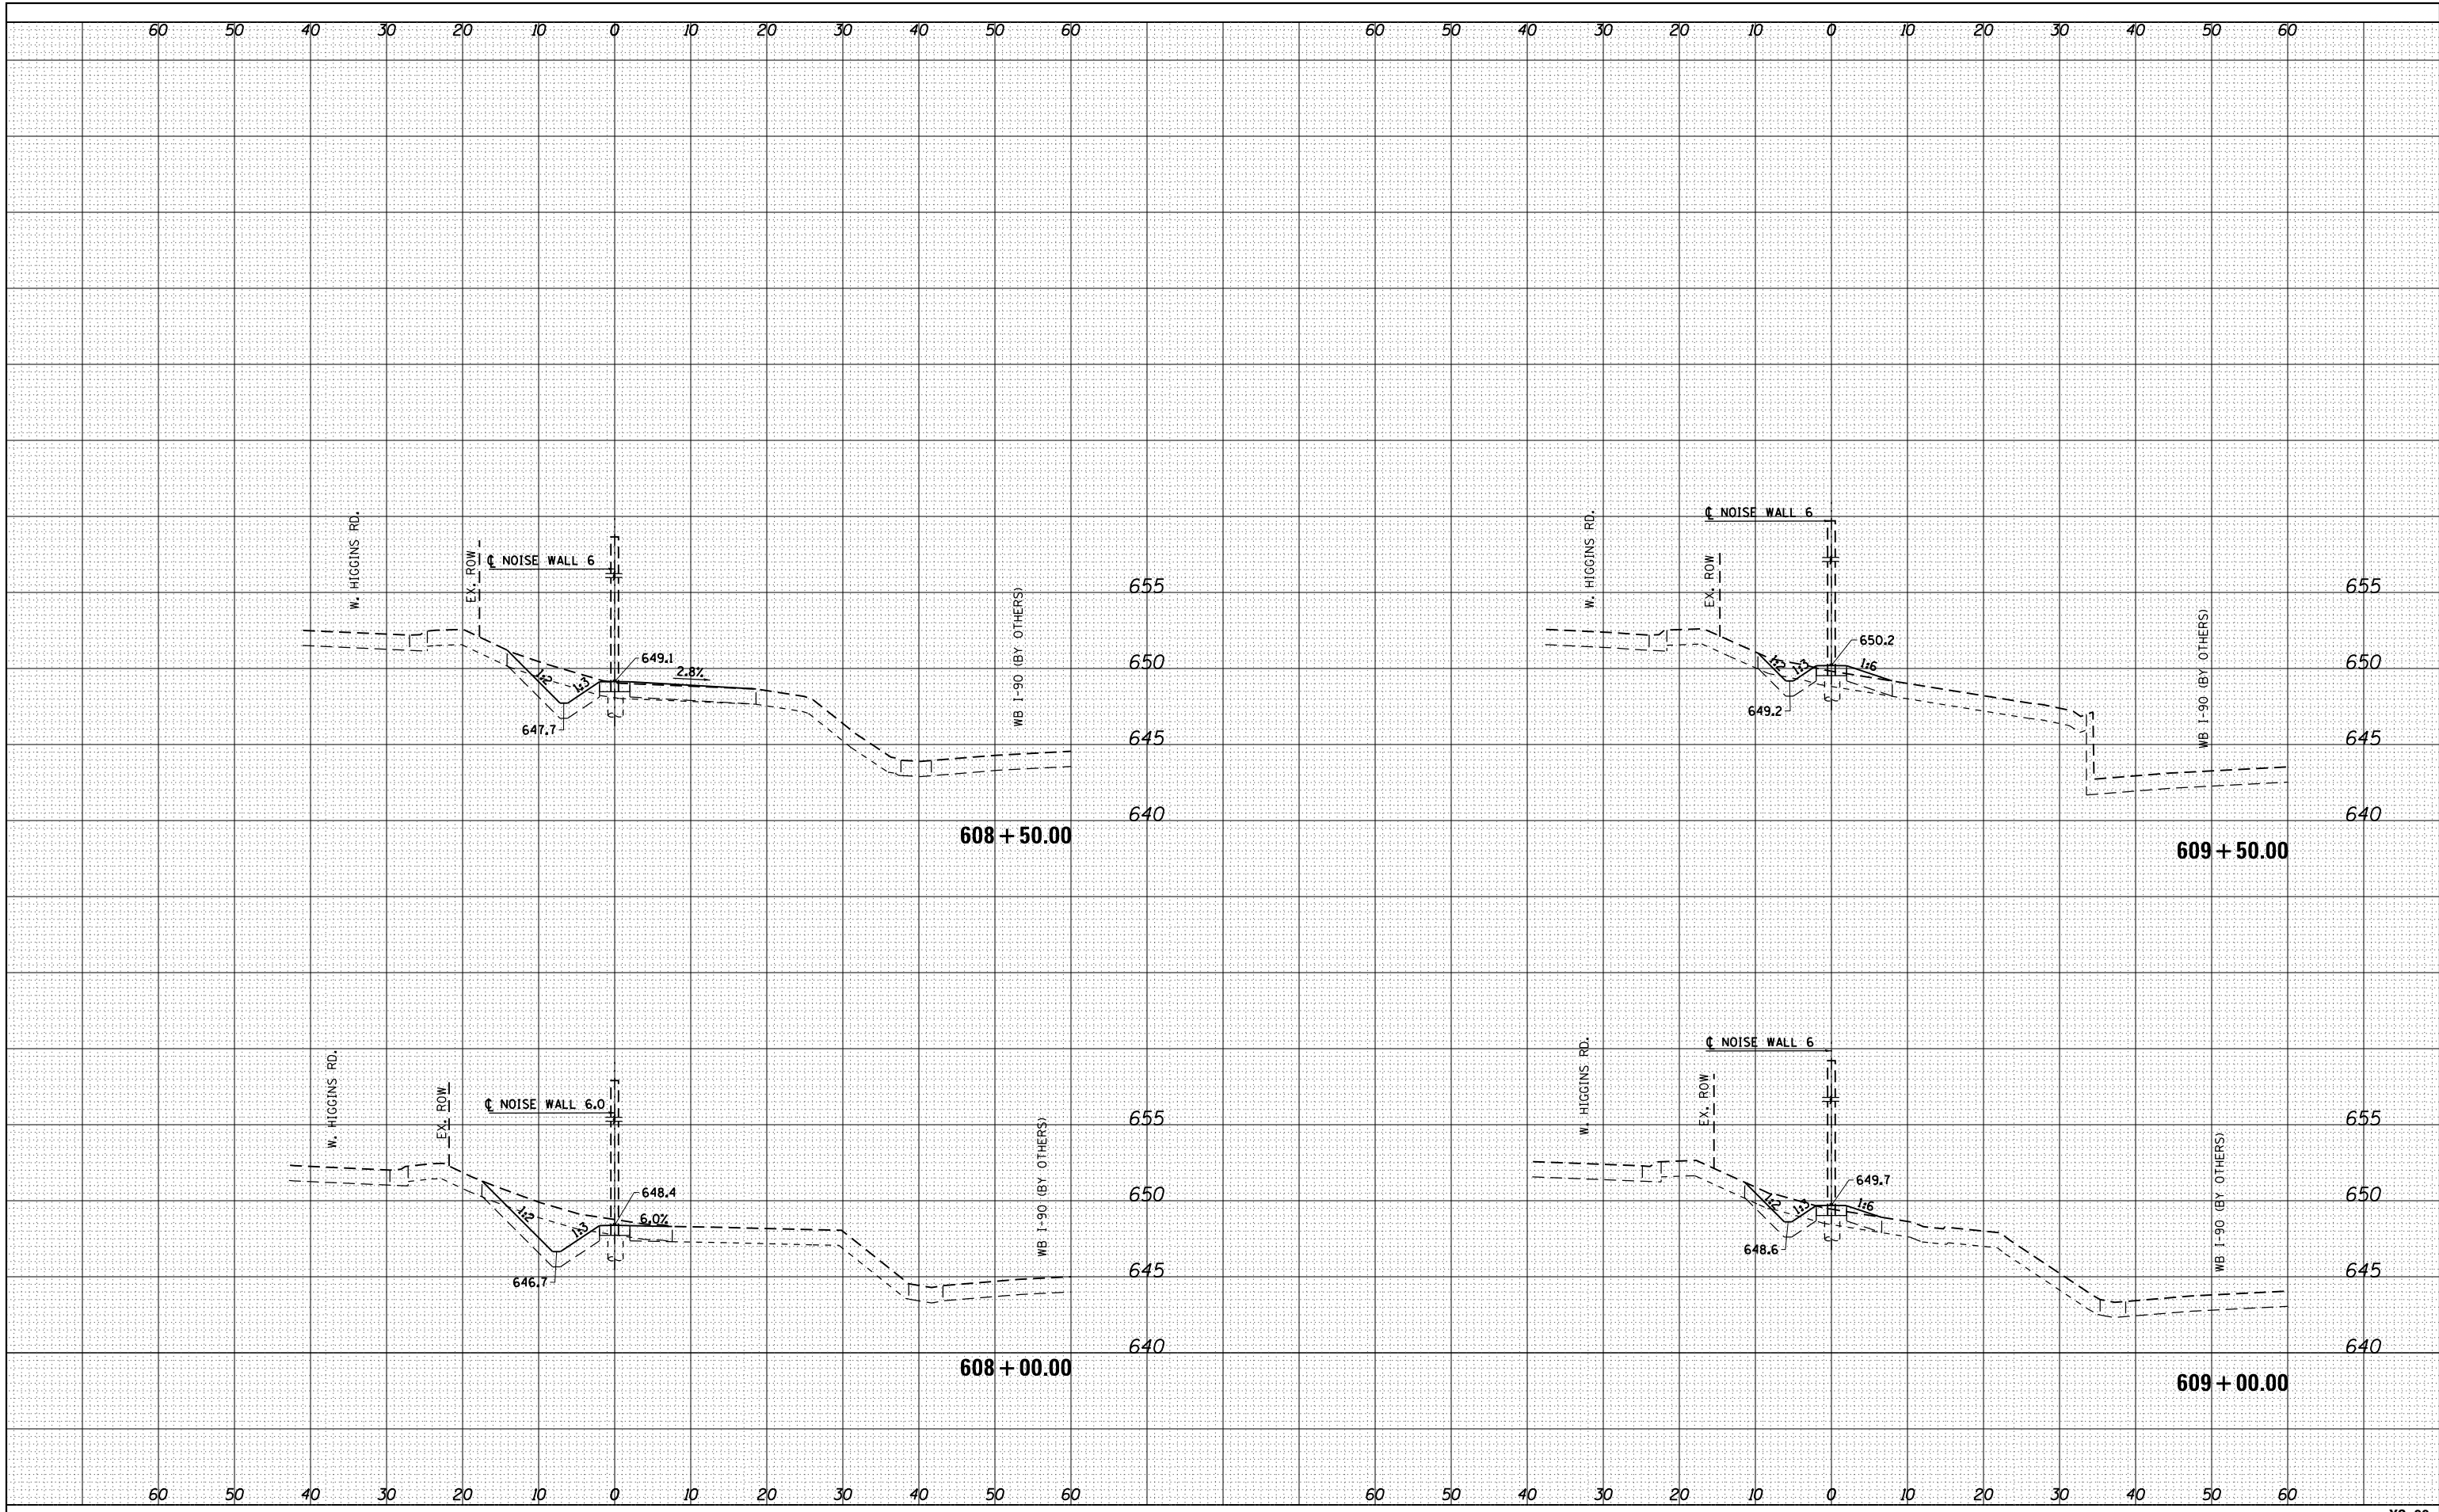 60 50 40 30 20 10 0 10 20 30 40 50 60 60 50 40 30 20 10 0 10 20 30 40 50 60
W. HIGGINS RD.
EX. ROW
℄ NOISE WALL 6
649.1
2.8%
1:2
1:3
647.7
WB I-90 (BY OTHERS)
655
650
645
640
608+50.00
W. HIGGINS RD.
EX. ROW
℄ NOISE WALL 6
650.2
1:2
1:3
1:6
649.2
WB I-90 (BY OTHERS)
655
650
645
640
609+50.00
W. HIGGINS RD.
EX. ROW
℄ NOISE WALL 6.0
648.4
6.0%
1:2
1:3
646.7
WB I-90 (BY OTHERS)
655
650
645
640
608+00.00
W. HIGGINS RD.
EX. ROW
℄ NOISE WALL 6
649.7
1:2
1:3
1:6
648.6
WB I-90 (BY OTHERS)
655
650
645
640
609+00.00
60 50 40 30 20 10 0 10 20 30 40 50 60 60 50 40 30 20 10 0 10 20 30 40 50 60